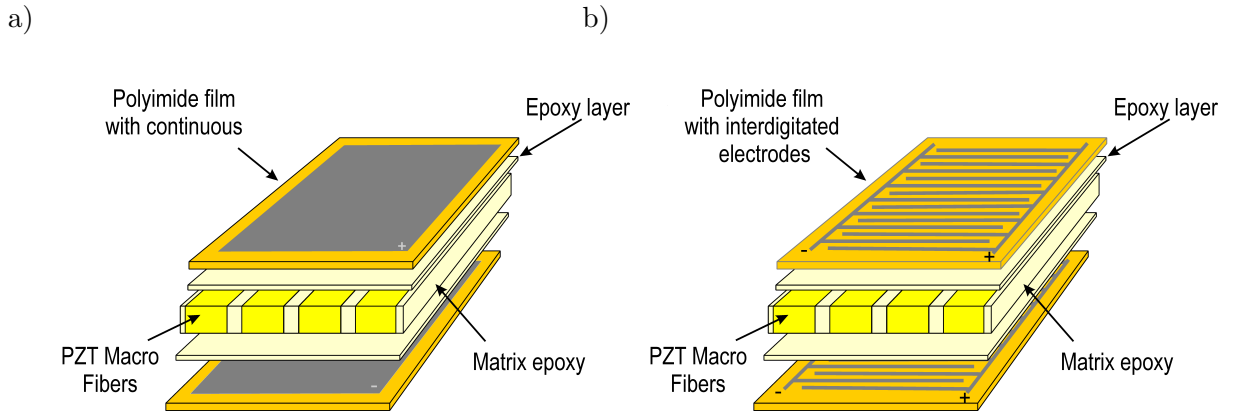 a)
Polyimide film
with continuous
Epoxy layer
+
PZT Macro
Fibers
-
Matrix epoxy
b)
Polyimide film
with interdigitated
electrodes
Epoxy layer
-
+
PZT Macro
Fibers
-
+
Matrix epoxy